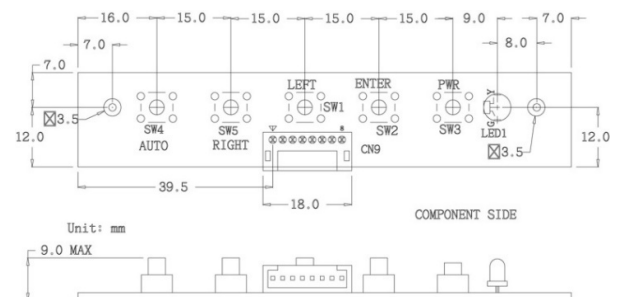 16.0 15.0 15.0 15.0 15.0 9.0 7.0
7.0 8.0
7.0
LEFT ENTER PWR Y
3.5 SW1 G
12.0 SW4 SW5 SW2 SW3 LED1 12.0
AUTO RIGHT CN9 3.5
39.5
18.0
COMPONENT SIDE
Unit: mm
9.0 MAX